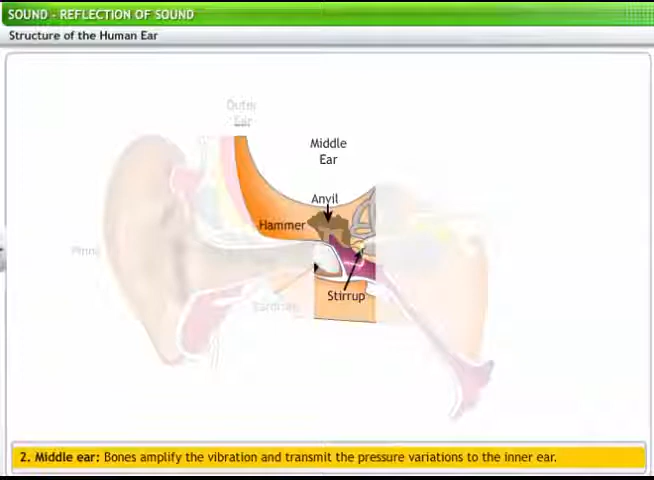 SOUND - REFLECTION OF SOUND
Structure of the Human Ear
Outer
Ear
Middle
Ear
Anvil
Hammer
Pinna
Stirrup
Eardrum
2. Middle ear: Bones amplify the vibration and transmit the pressure variations to the inner ear.